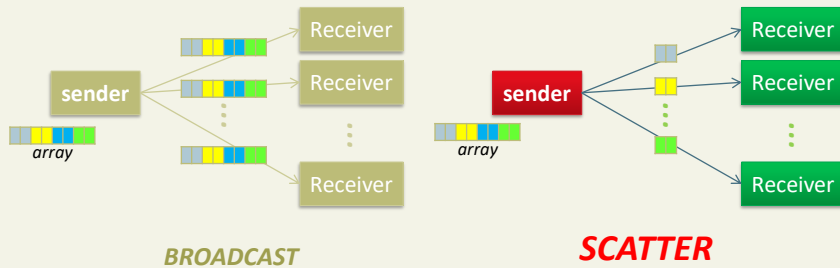 Receiver
sender
Receiver
array
Receiver
BROADCAST
Receiver
sender
Receiver
array
Receiver
SCATTER